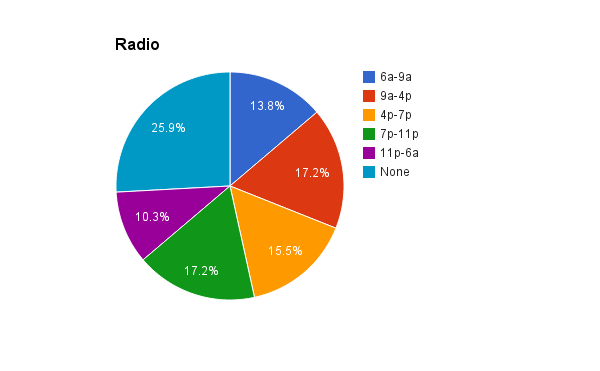 Radio
6a-9a
9a-4p
4p-7p
7p-11p
11p-6a
None
13.8%
17.2%
15.5%
17.2%
10.3%
25.9%